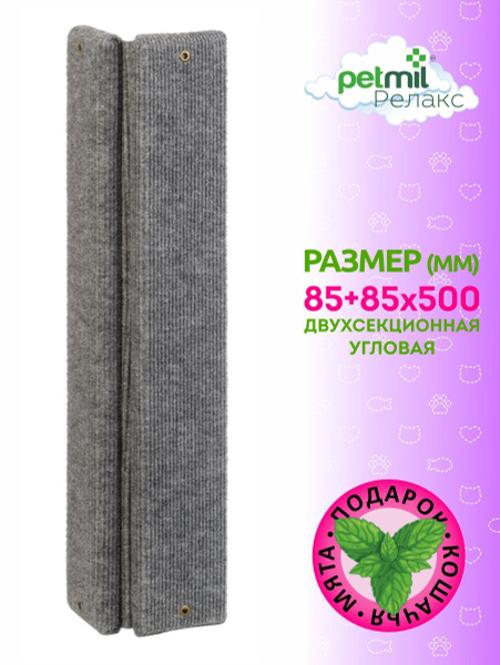 petmil®
Релакс
РАЗМЕР (ММ)
85+85х500
ДВУХСЕКЦИОННАЯ
УГЛОВАЯ
ПОДАРОК • КОШАЧЬЯ • МЯТА •